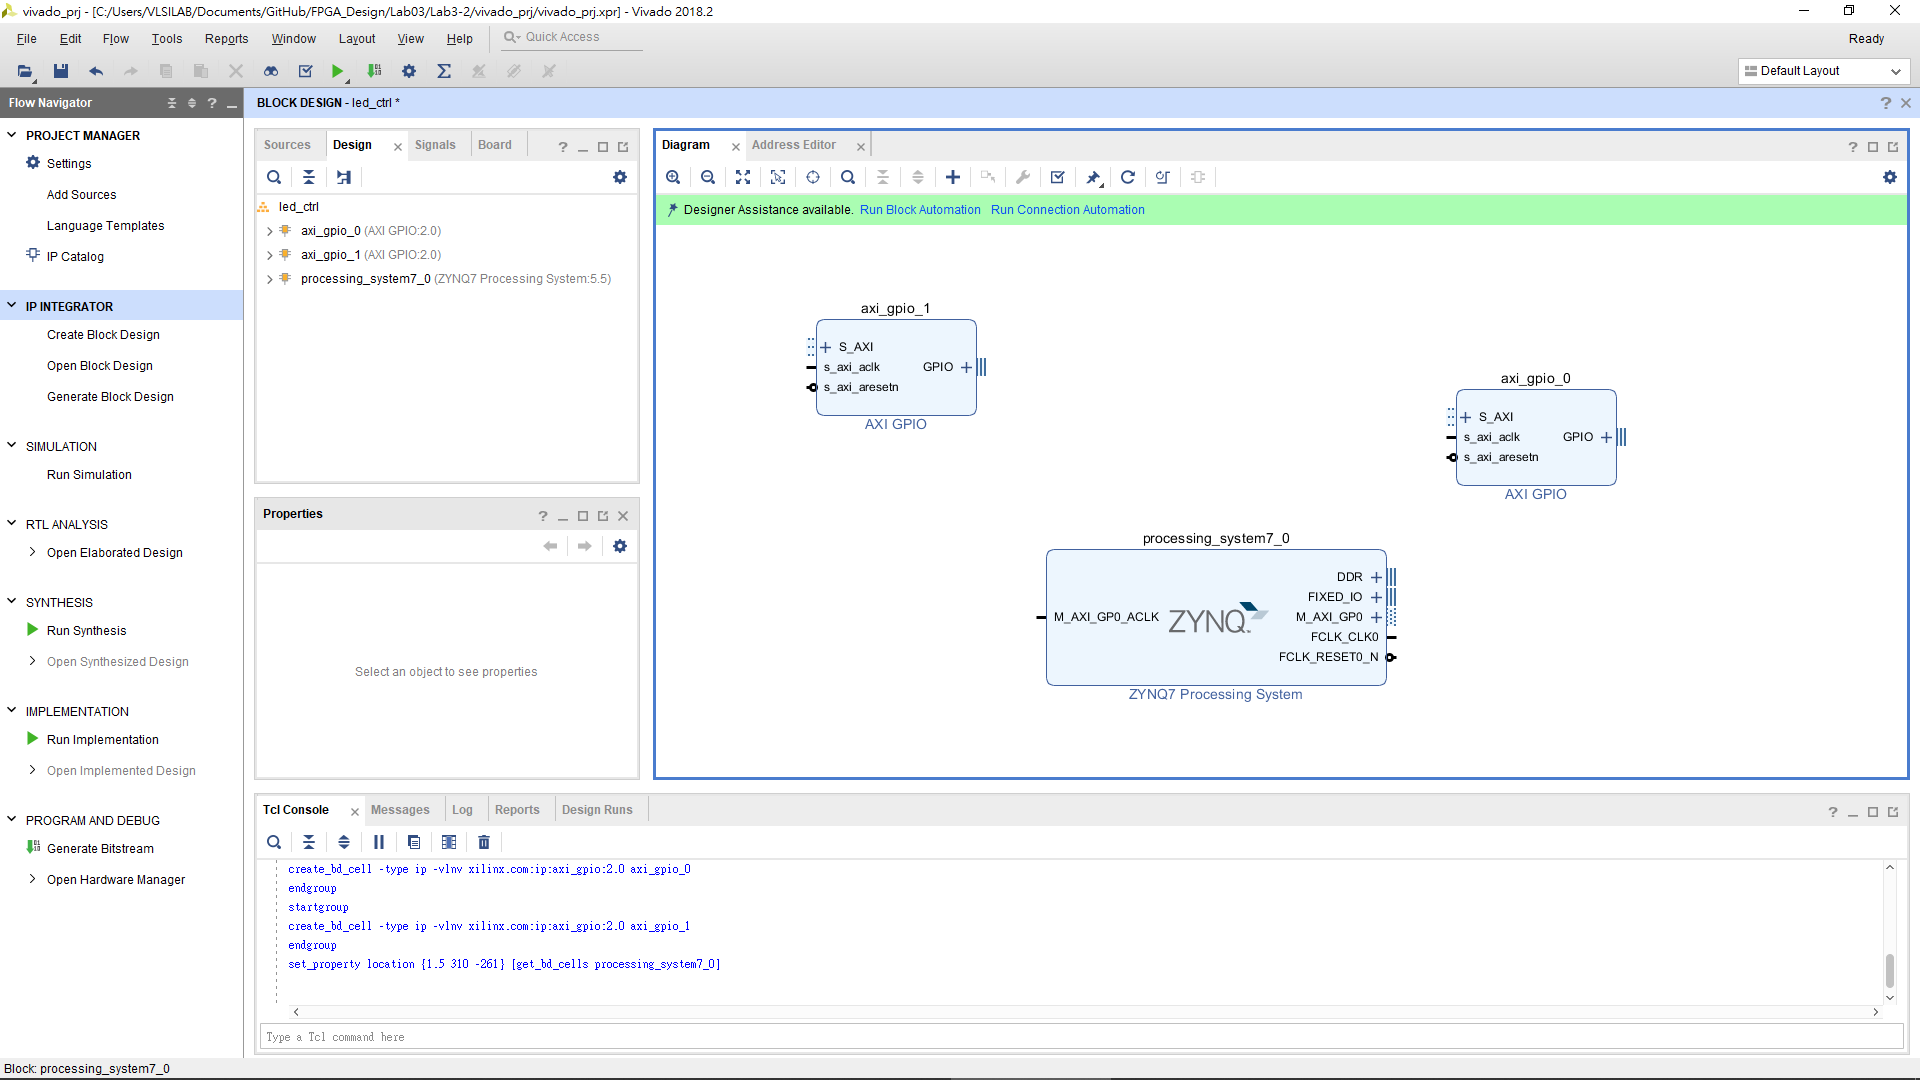 vivado_prj - [C:/Users/VLSILAB/Documents/GitHub/FPGA_Design/Lab03/Lab3-2/vivado_prj/vivado_prj.xpr] - Vivado 2018.2
File Edit Flow Tools Reports Window Layout View Help Quick Access Ready
Default Layout
Flow Navigator
PROJECT MANAGER
Settings
Add Sources
Language Templates
IP Catalog
IP INTEGRATOR
Create Block Design
Open Block Design
Generate Block Design
SIMULATION
Run Simulation
RTL ANALYSIS
Open Elaborated Design
SYNTHESIS
Run Synthesis
Open Synthesized Design
IMPLEMENTATION
Run Implementation
Open Implemented Design
PROGRAM AND DEBUG
Generate Bitstream
Open Hardware Manager
BLOCK DESIGN - led_ctrl *
Sources Design Signals Board
led_ctrl
axi_gpio_0 (AXI GPIO:2.0)
axi_gpio_1 (AXI GPIO:2.0)
processing_system7_0 (ZYNQ7 Processing System:5.5)
Properties
Select an object to see properties
Diagram Address Editor
Designer Assistance available. Run Block Automation Run Connection Automation
axi_gpio_1
S_AXI
s_axi_aclk GPIO
s_axi_aresetn
AXI GPIO
axi_gpio_0
S_AXI
s_axi_aclk GPIO
s_axi_aresetn
AXI GPIO
processing_system7_0
DDR
FIXED_IO
M_AXI_GP0_ACLK ZYNQ M_AXI_GP0
FCLK_CLK0
FCLK_RESET0_N
ZYNQ7 Processing System
Tcl Console Messages Log Reports Design Runs
create_bd_cell -type ip -vlnv xilinx.com:ip:axi_gpio:2.0 axi_gpio_0
endgroup
startgroup
create_bd_cell -type ip -vlnv xilinx.com:ip:axi_gpio:2.0 axi_gpio_1
endgroup
set_property location {1.5 310 -261} [get_bd_cells processing_system7_0]
Type a Tcl command here
Block: processing_system7_0